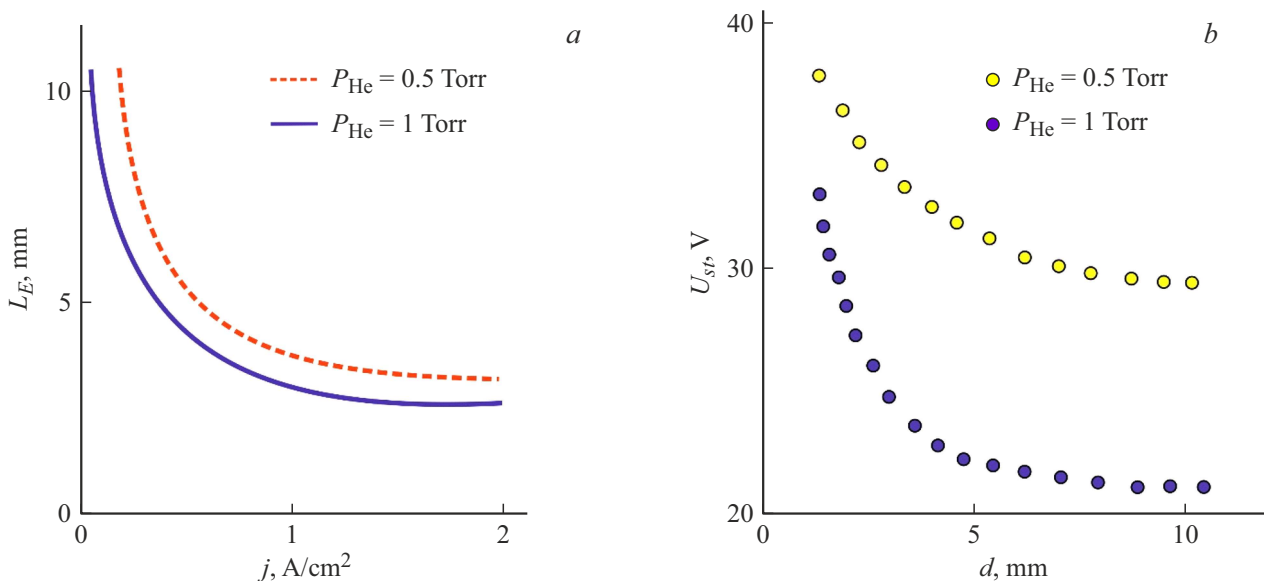 a
10
5
0
L_E, mm
P_He = 0.5 Torr
P_He = 1 Torr
0
1
2
j, A/cm²
b
40
30
20
U_st, V
P_He = 0.5 Torr
P_He = 1 Torr
0
5
10
d, mm